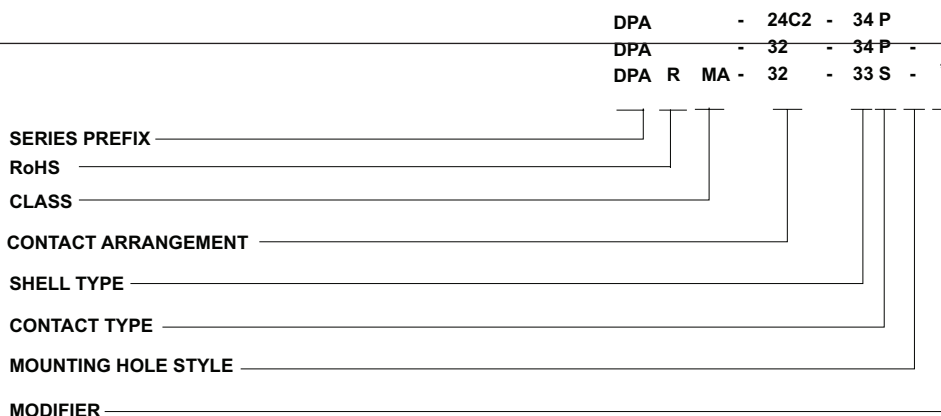 DPA - 24C2 - 34 P
DPA - 32 - 34 P -
DPA R MA - 32 - 33 S -
SERIES PREFIX
RoHS
CLASS
CONTACT ARRANGEMENT
SHELL TYPE
CONTACT TYPE
MOUNTING HOLE STYLE
MODIFIER